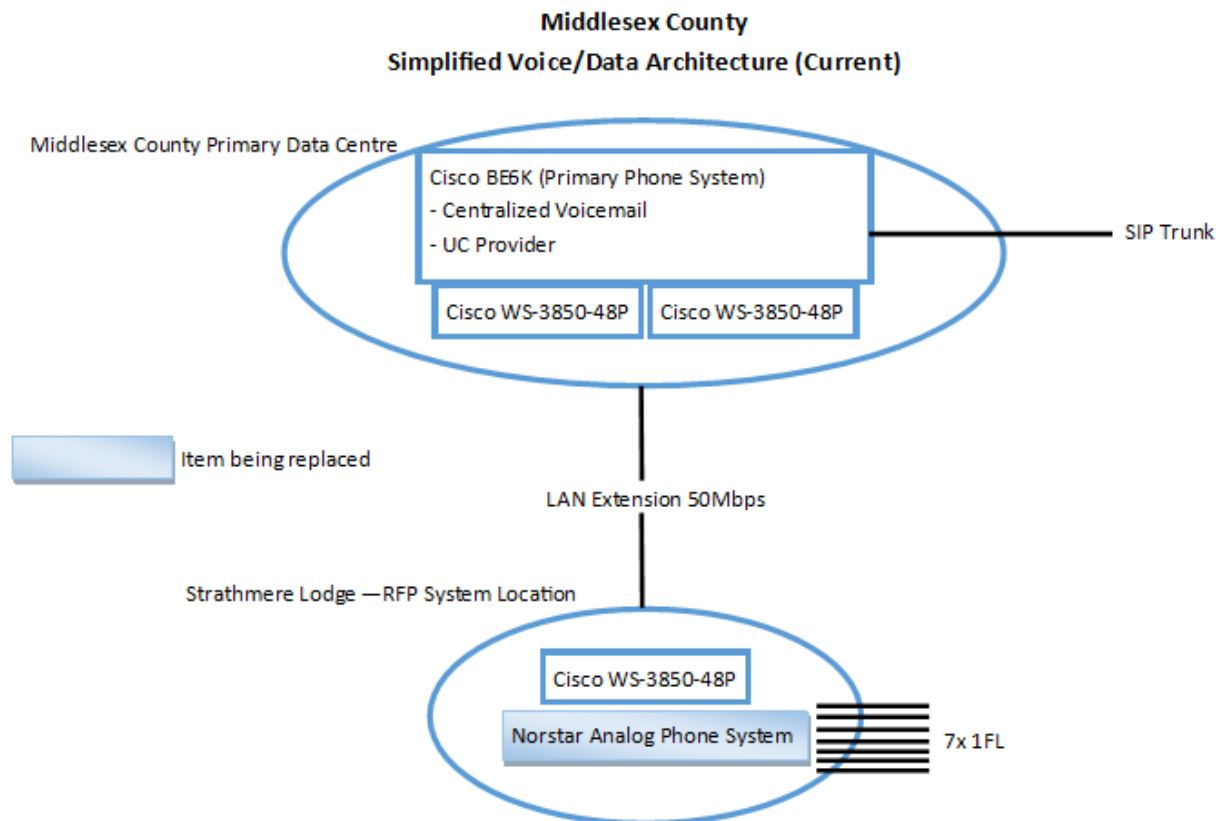 Middlesex County
Simplified Voice/Data Architecture (Current)
Middlesex County Primary Data Centre
Cisco BE6K (Primary Phone System)
- Centralized Voicemail
- UC Provider
SIP Trunk
Cisco WS-3850-48P
Cisco WS-3850-48P
Item being replaced
LAN Extension 50Mbps
Strathmere Lodge —RFP System Location
Cisco WS-3850-48P
Norstar Analog Phone System
7x 1FL